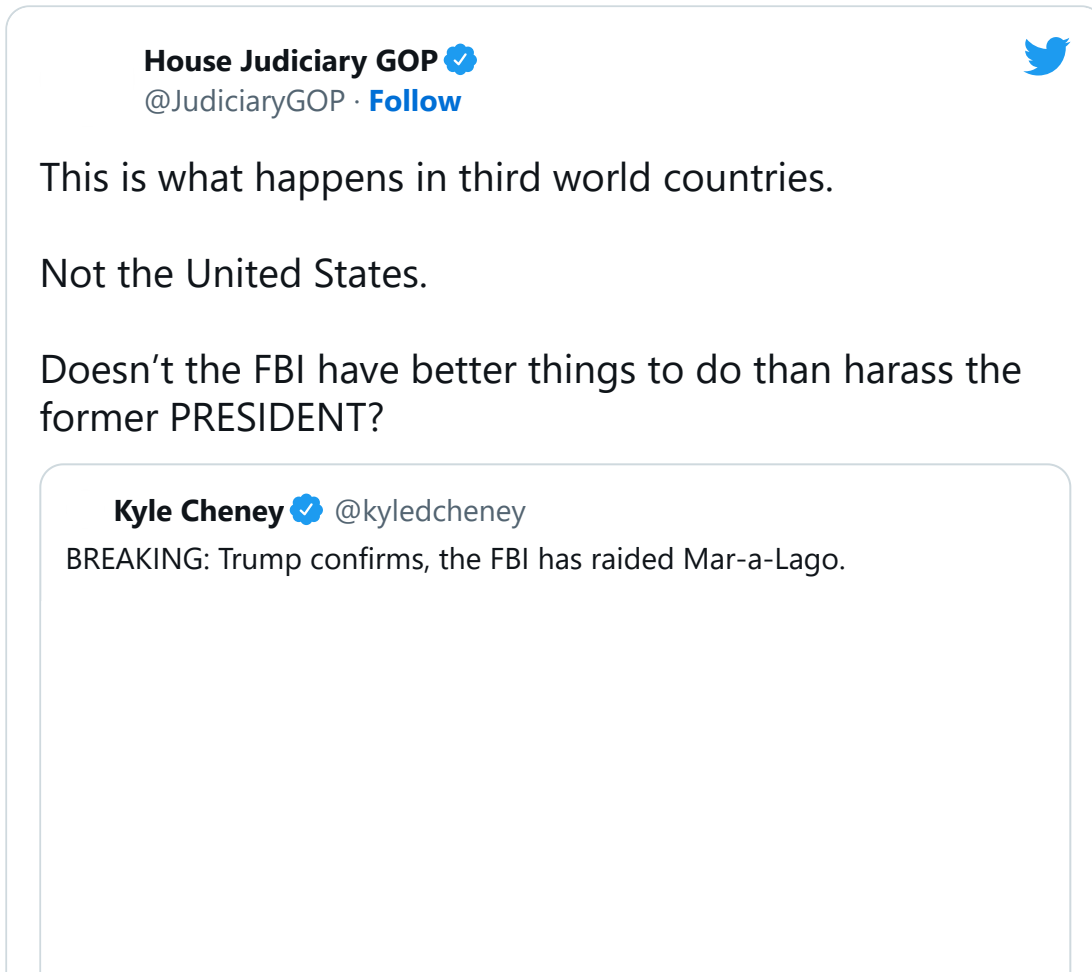 House Judiciary GOP
@JudiciaryGOP · Follow
This is what happens in third world countries.
Not the United States.
Doesn’t the FBI have better things to do than harass the
former PRESIDENT?
Kyle Cheney @kyledcheney
BREAKING: Trump confirms, the FBI has raided Mar-a-Lago.